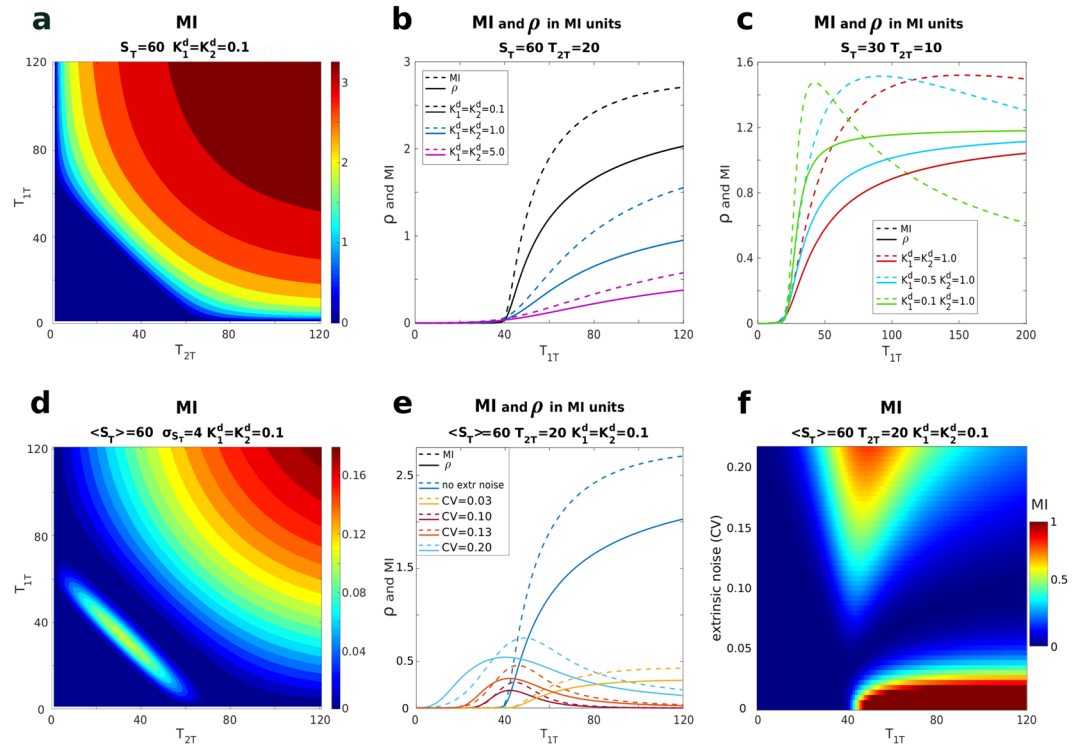 a
MI
S_T=60 K_1^d=K_2^d=0.1
120
80
40
0
T_1T
0 40 80 120
T_2T
3
2
1
0
b
MI and ρ in MI units
S_T=60 T_2T=20
3
2
1
0
ρ and MI
MI
ρ
K_1^d=K_2^d=0.1
K_1^d=K_2^d=1.0
K_1^d=K_2^d=5.0
0 40 80 120
T_1T
c
MI and ρ in MI units
S_T=30 T_2T=10
1.6
1.2
0.8
0.4
0
ρ and MI
MI
ρ
K_1^d=K_2^d=1.0
K_1^d=0.5 K_2^d=1.0
K_1^d=0.1 K_2^d=1.0
0 50 100 150 200
T_1T
d
MI
<S_T>=60 σ_S_T=4 K_1^d=K_2^d=0.1
120
80
40
0
T_1T
0 40 80 120
T_2T
0.16
0.12
0.08
0.04
0
e
MI and ρ in MI units
<S_T>=60 T_2T=20 K_1^d=K_2^d=0.1
2.5
1.5
0.5
0
ρ and MI
MI
ρ
no extr noise
CV=0.03
CV=0.10
CV=0.13
CV=0.20
0 40 80 120
T_1T
f
MI
<S_T>=60 T_2T=20 K_1^d=K_2^d=0.1
0.2
0.15
0.1
0.05
0.0
extrinsic noise (CV)
0 20 40 60 80 100 120
T_1T
MI
1
0.5
0